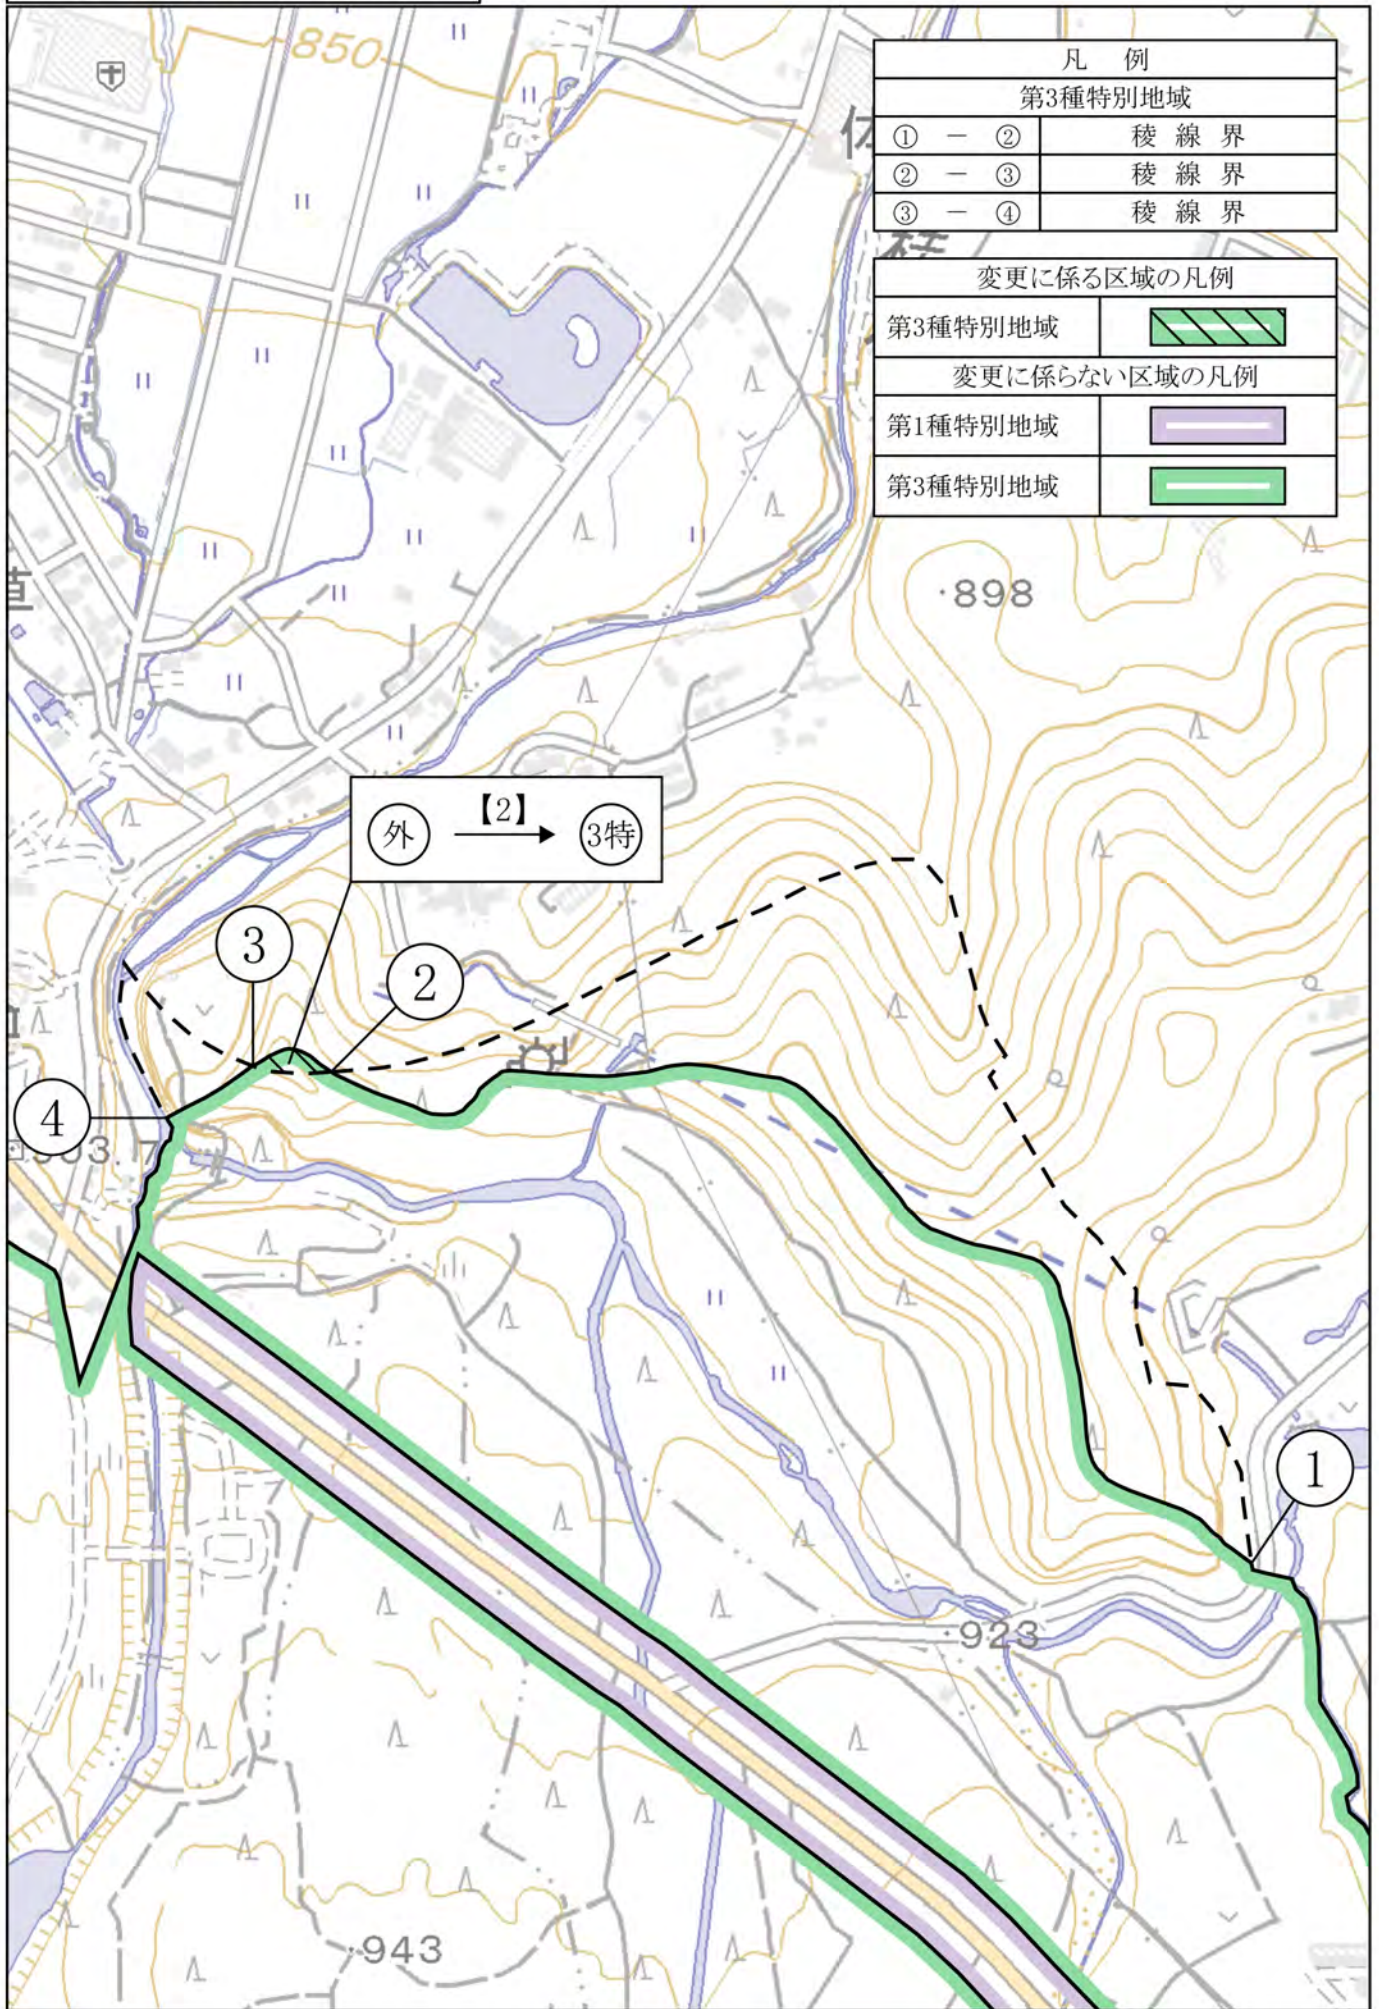 850
凡 例
第3種特別地域
① － ② 稜 線 界
② － ③ 稜 線 界
③ － ④ 稜 線 界
変更に係る区域の凡例
第3種特別地域
変更に係らない区域の凡例
第1種特別地域
第3種特別地域
草
・898
外 【2】 3特
3
2
4
1
・923
・943